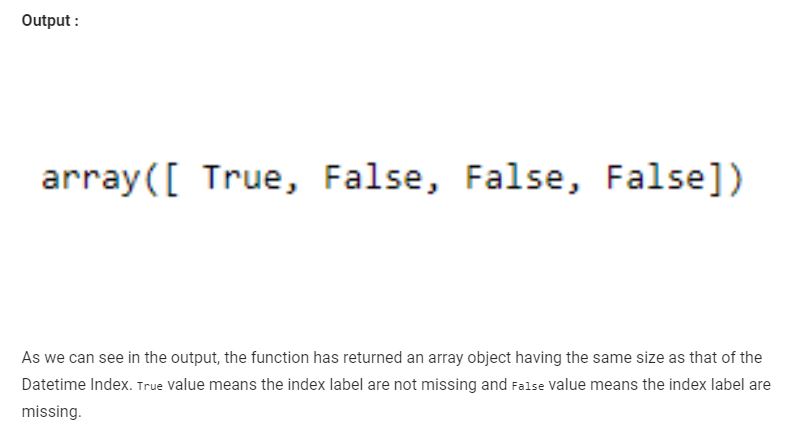 Output :
array([ True, False, False, False])
As we can see in the output, the function has returned an array object having the same size as that of the
Datetime Index. True value means the index label are not missing and False value means the index label are
missing.